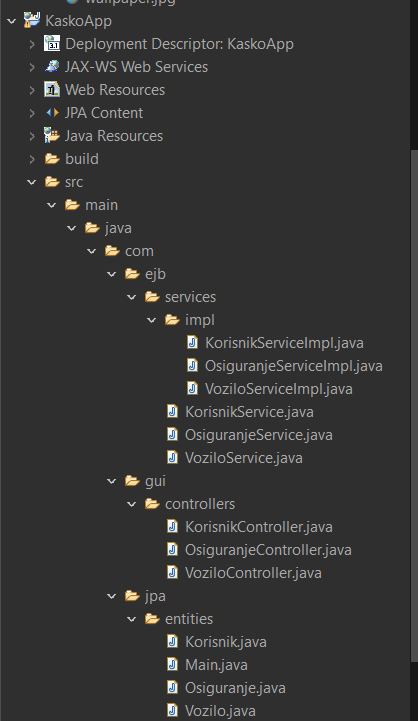 wallpaper.jpg
KaskoApp
Deployment Descriptor: KaskoApp
JAX-WS Web Services
Web Resources
JPA Content
Java Resources
build
src
main
java
com
ejb
services
impl
KorisnikServiceImpl.java
OsiguranjeServiceImpl.java
VoziloServiceImpl.java
KorisnikService.java
OsiguranjeService.java
VoziloService.java
gui
controllers
KorisnikController.java
OsiguranjeController.java
VoziloController.java
jpa
entities
Korisnik.java
Main.java
Osiguranje.java
Vozilo.java